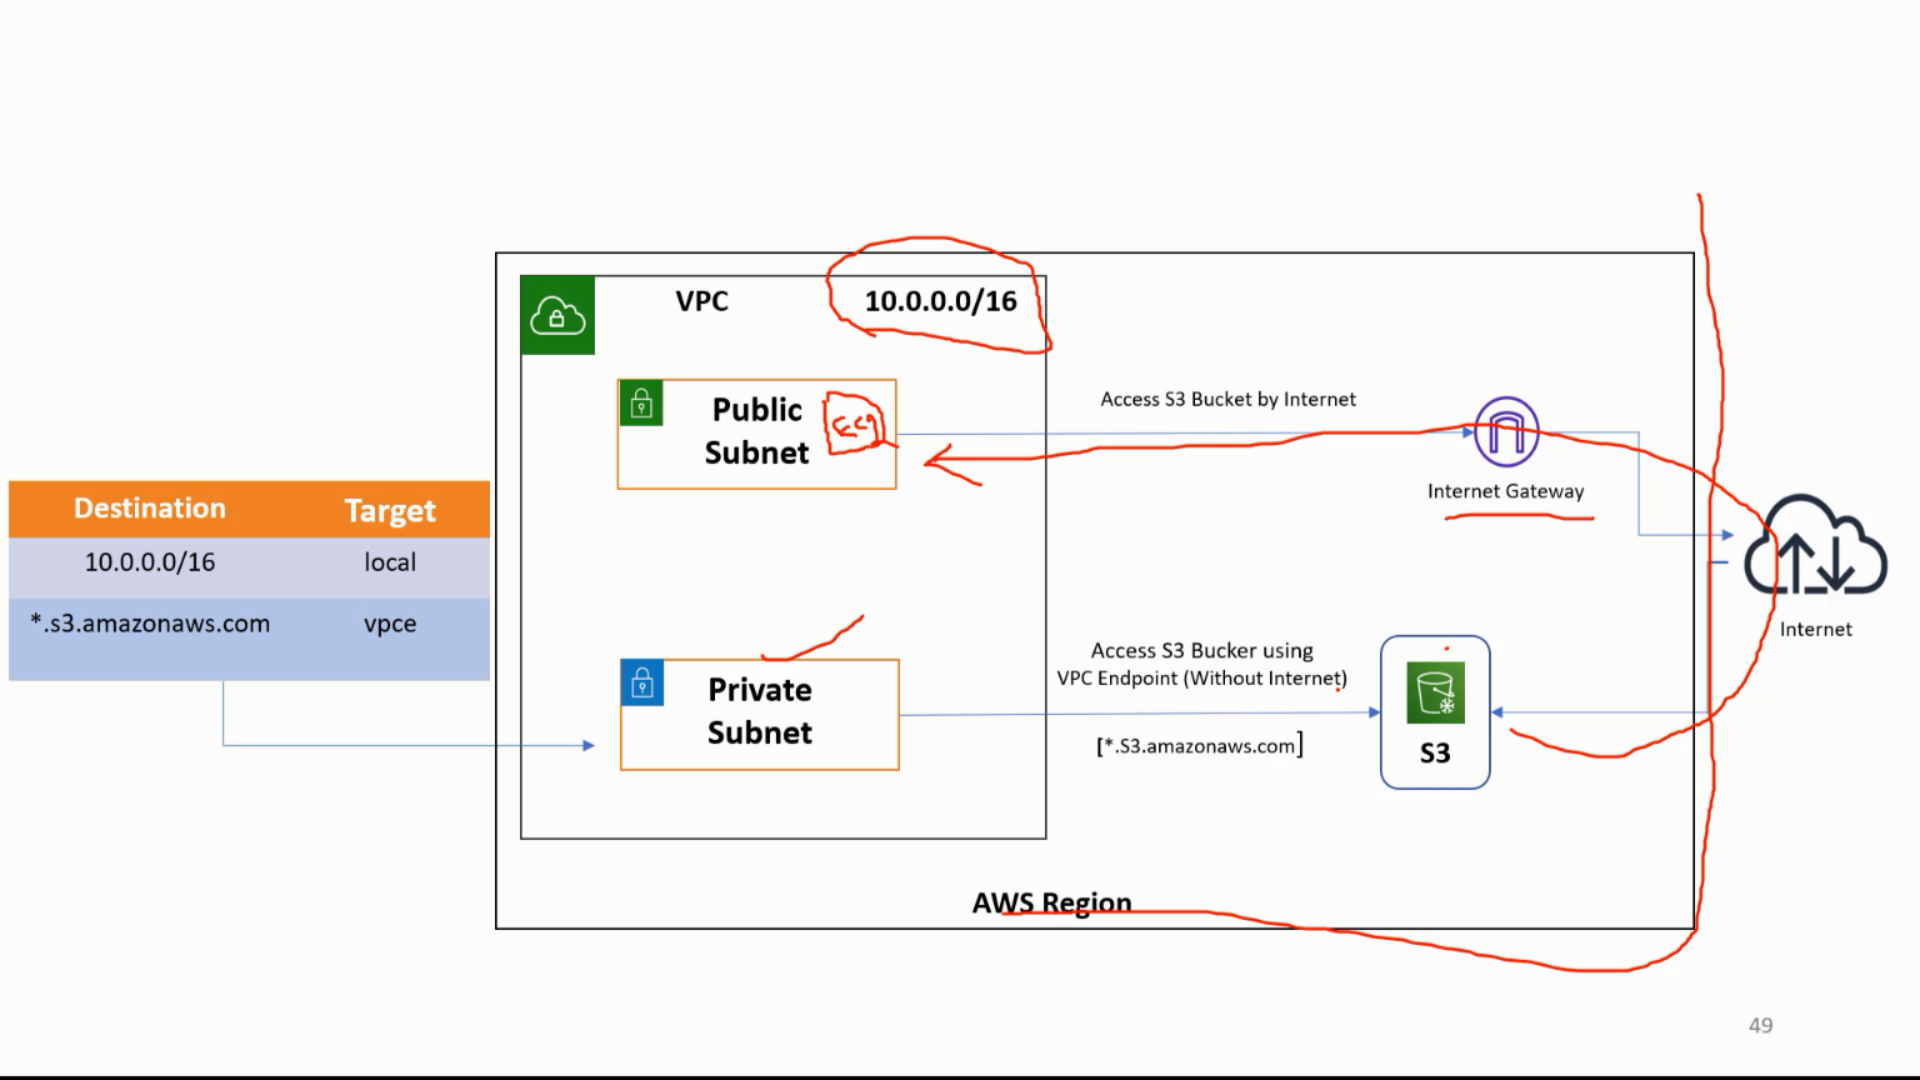 VPC 10.0.0.0/16
Public
Subnet
Access S3 Bucket by Internet
Internet Gateway
Internet
Destination Target
10.0.0.0/16 local
*.s3.amazonaws.com vpce
Private
Subnet
Access S3 Bucker using
VPC Endpoint (Without Internet)
[*.S3.amazonaws.com]
S3
AWS Region
49